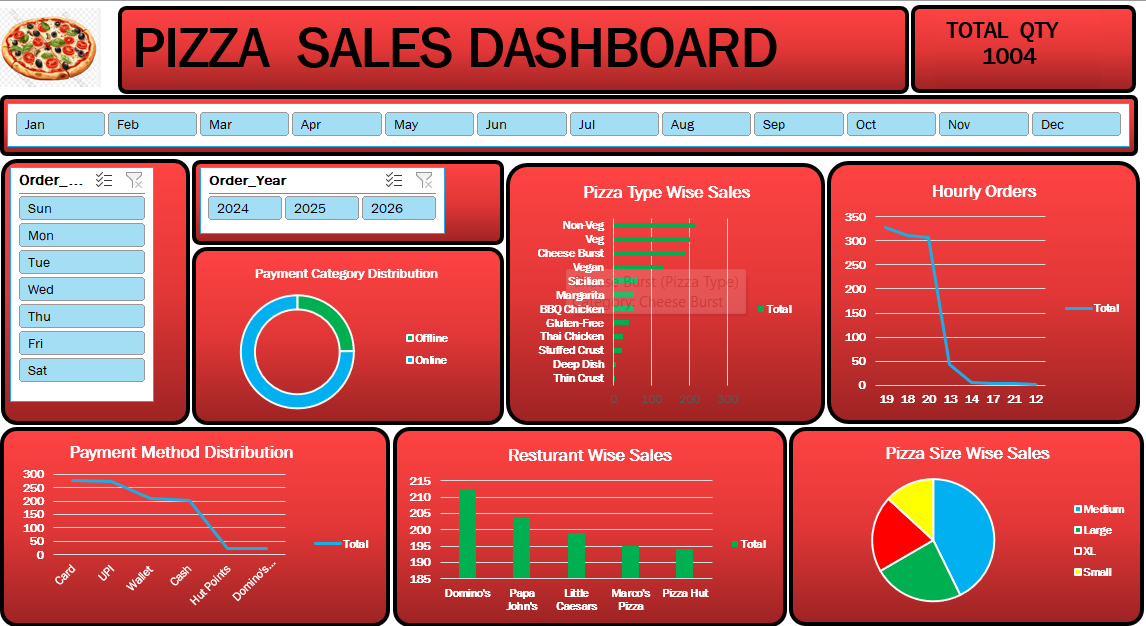 PIZZA SALES DASHBOARD
TOTAL QTY
1004
Jan
Feb
Mar
Apr
May
Jun
Jul
Aug
Sep
Oct
Nov
Dec
Order_...
Sun
Mon
Tue
Wed
Thu
Fri
Sat
Order_Year
2024
2025
2026
Payment Category Distribution
Offline
Online
Pizza Type Wise Sales
Non-Veg
Veg
Cheese Burst
Vegan
Sicilian
Margarita
BBQ Chicken
Gluten-Free
Thai Chicken
Stuffed Crust
Deep Dish
Thin Crust
0 100 200 300
Total
Burst (Pizza Type)
Cheese Burst
Hourly Orders
350
300
250
200
150
100
50
0
19 18 20 13 14 17 21 12
Total
Payment Method Distribution
300
250
200
150
100
50
0
Card
UPI
Wallet
Cash
Hut Points
Domino's...
Total
Resturant Wise Sales
215
210
205
200
195
190
185
Domino's
Papa
John's
Little
Caesars
Marco's
Pizza
Pizza Hut
Total
Pizza Size Wise Sales
Medium
Large
XL
Small